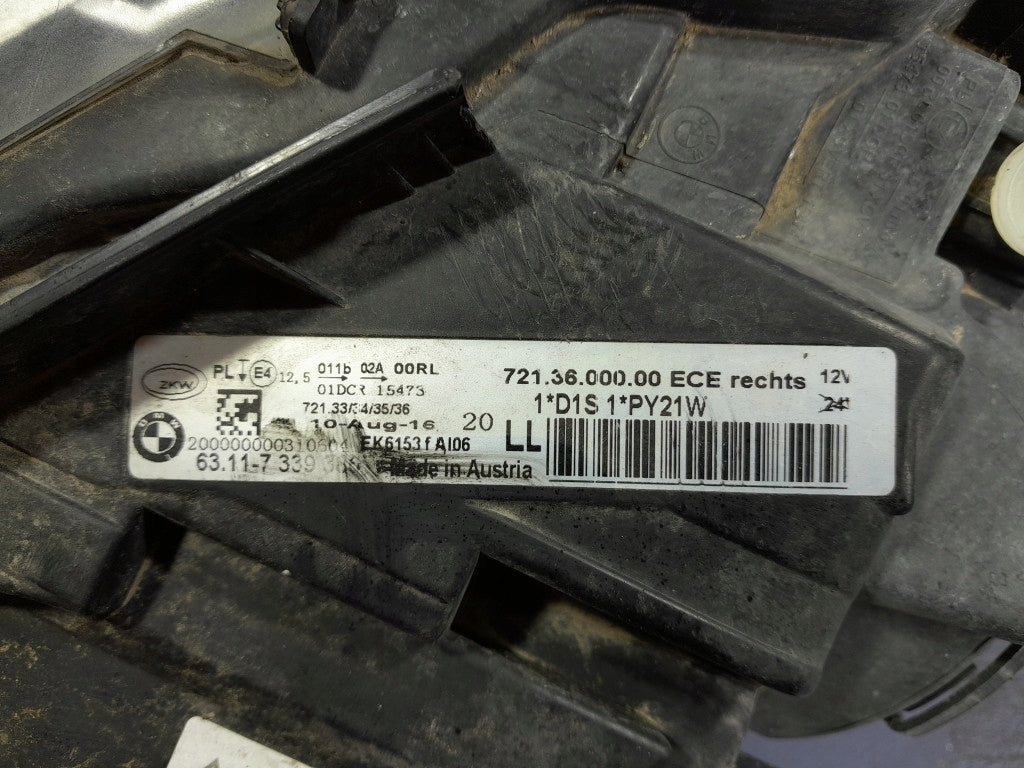 ZKW PL E4 12,5 011b 02A 00RL
01DCR 15473
721.33/34/35/36
10-Aug-16 20
BMW
EK6153 f AI06
63.11-7 339
Made in Austria
721.36.000.00 ECE rechts 12V
1*D1S 1*PY21W 24
LL